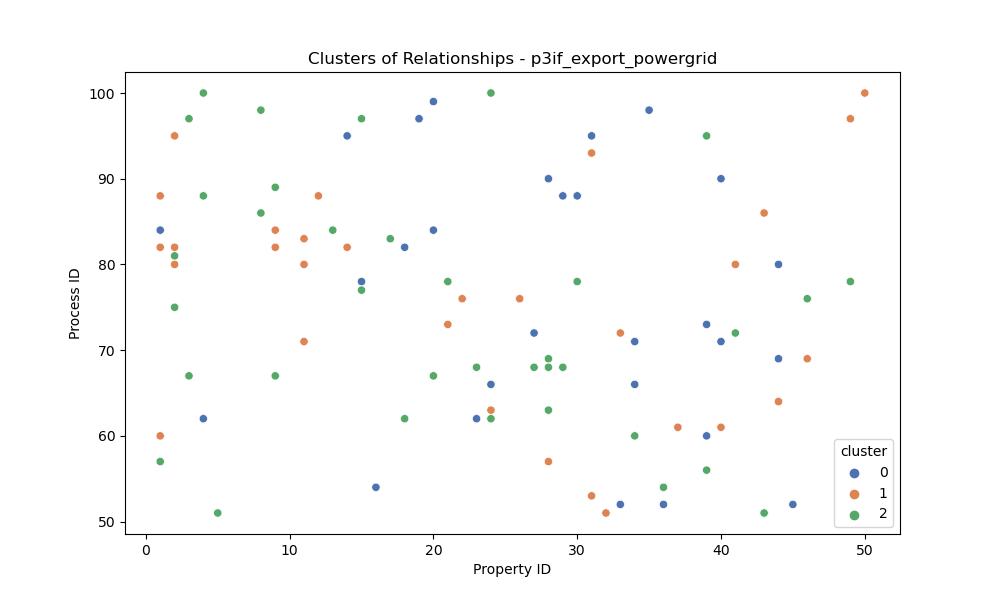 Clusters of Relationships - p3if_export_powergrid
Process ID
100
90
80
70
60
50
0 10 20 30 40 50
Property ID
cluster
0
1
2